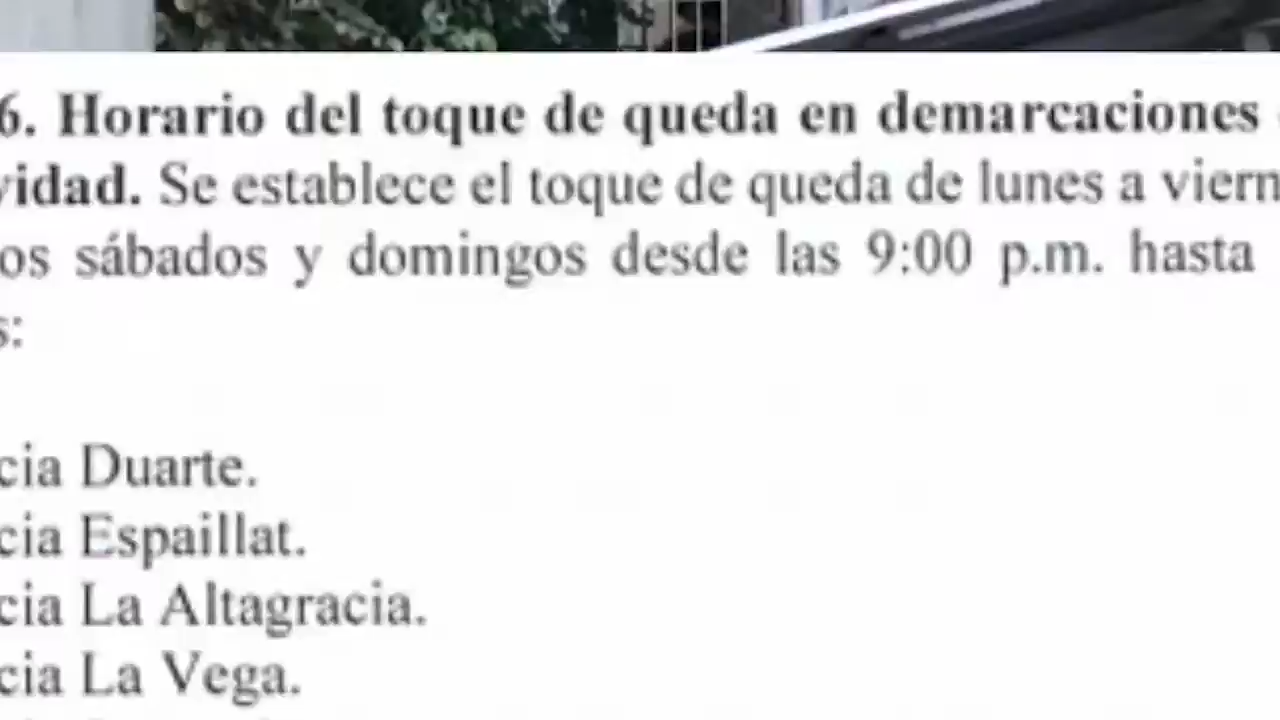 6. Horario del toque de queda en demarcaciones
vidad. Se establece el toque de queda de lunes a viern
os sábados y domingos desde las 9:00 p.m. hasta
s:
cia Duarte.
cia Espaillat.
cia La Altagracia.
cia La Vega.